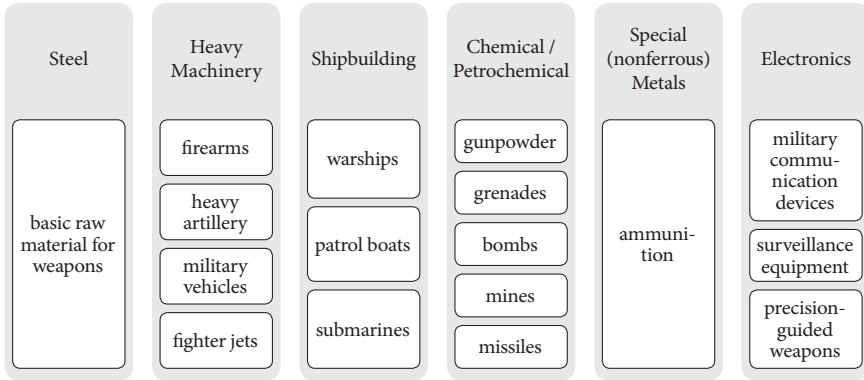 Steel
basic raw
material for
weapons
Heavy
Machinery
firearms
heavy
artillery
military
vehicles
fighter jets
Shipbuilding
warships
patrol boats
submarines
Chemical /
Petrochemical
gunpowder
grenades
bombs
mines
missiles
Special
(nonferrous)
Metals
ammuni-
tion
Electronics
military
commu-
nication
devices
surveillance
equipment
precision-
guided
weapons